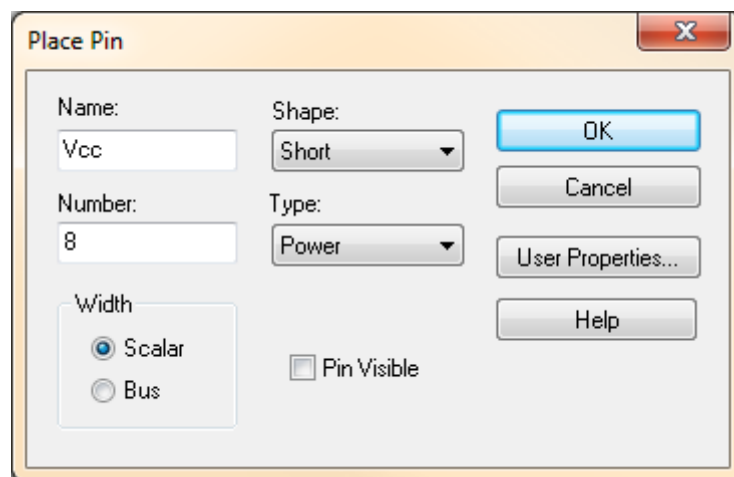 Place Pin
Name:
Vcc
Shape:
Short
OK
Cancel
Number:
8
Type:
Power
User Properties...
Width
Scalar
Bus
Pin Visible
Help